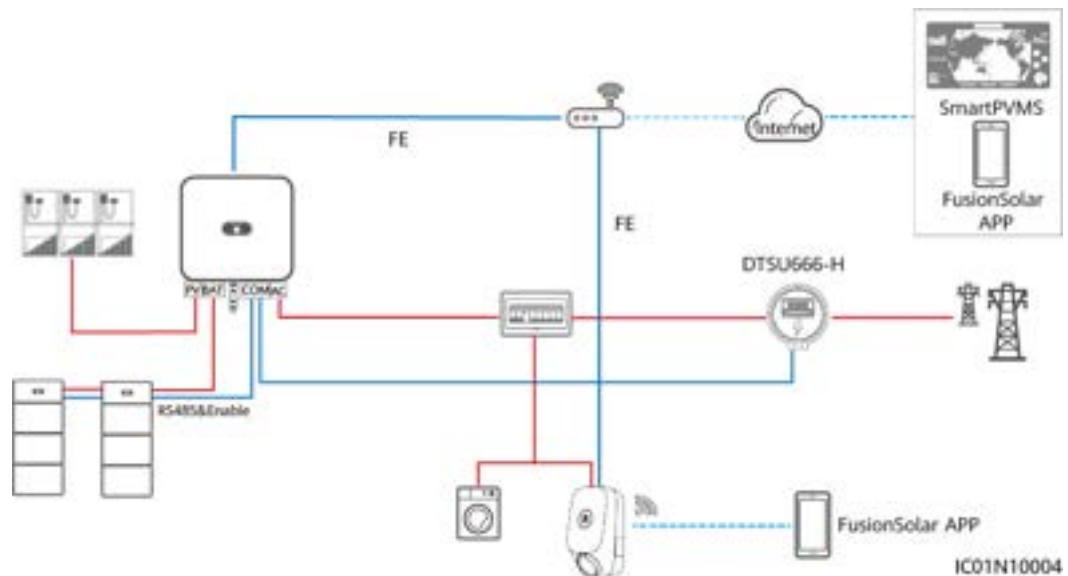 FE
Internet
SmartPVMS
FusionSolar
APP
FE
DTSU666-H
PV BAT COM AC
RS485&Enable
FusionSolar APP
IC01N10004